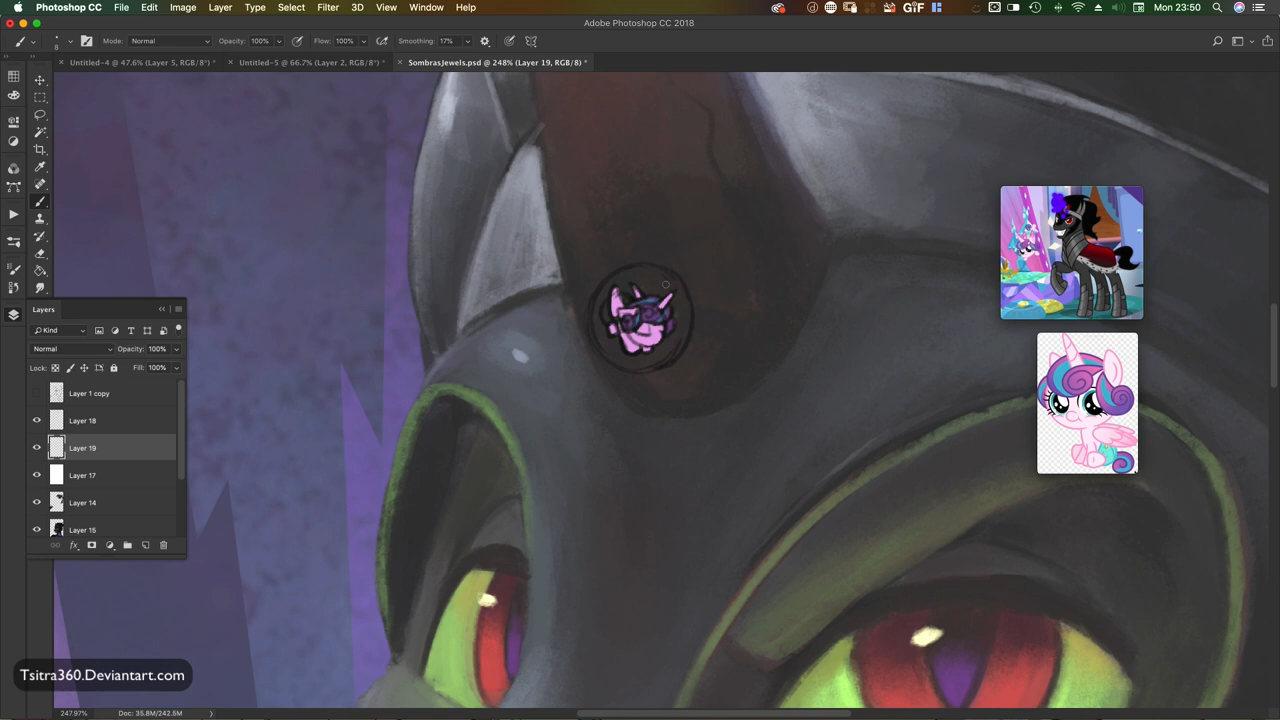 Photoshop CC File Edit Image Layer Type Select Filter 3D View Window Help GIF Mon 23:50
Adobe Photoshop CC 2018
8 Mode: Normal Opacity: 100% Flow: 100% Smoothing: 17%
Untitled-4 @ 47.6% (Layer 5, RGB/8*) * Untitled-5 @ 66.7% (Layer 2, RGB/8*) * SombrasJewels.psd @ 248% (Layer 19, RGB/8) *
Layers
Kind
Normal Opacity: 100%
Lock: Fill: 100%
Layer 1 copy
Layer 18
Layer 19
Layer 17
Layer 14
Layer 15
fx
Tsitra360.Deviantart.com
247.97% Doc: 35.8M/242.5M